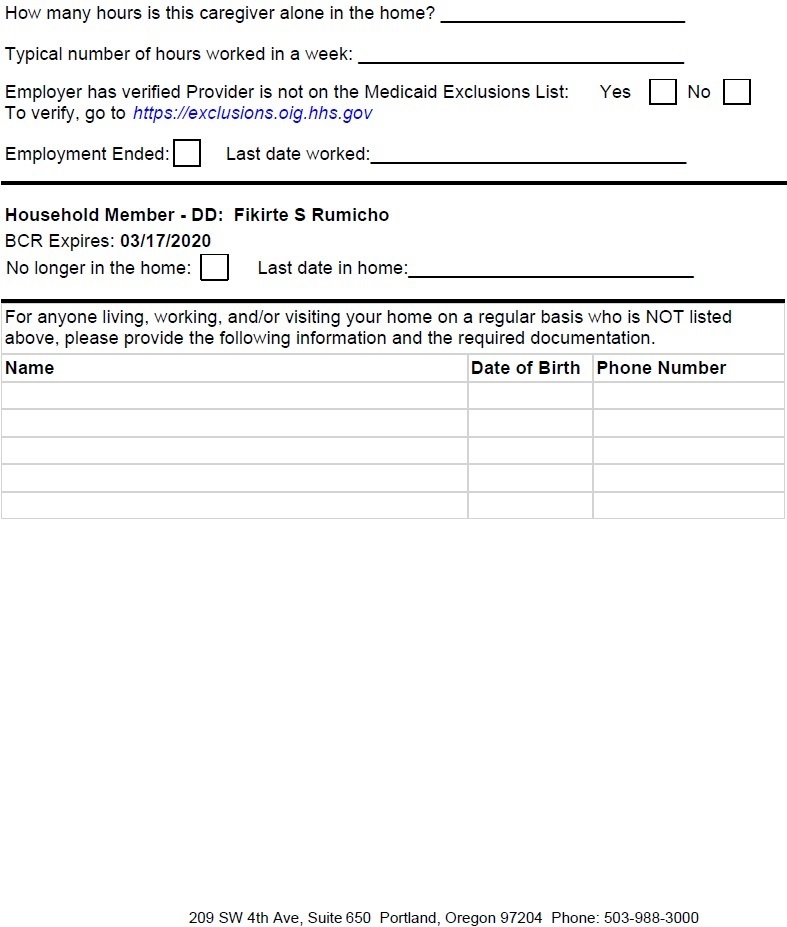 How many hours is this caregiver alone in the home? ____________________
Typical number of hours worked in a week: ____________________
Employer has verified Provider is not on the Medicaid Exclusions List: Yes No
To verify, go to https://exclusions.oig.hhs.gov
Employment Ended: Last date worked:____________________
Household Member - DD: Fikirte S Rumicho
BCR Expires: 03/17/2020
No longer in the home: Last date in home:____________________
For anyone living, working, and/or visiting your home on a regular basis who is NOT listed
above, please provide the following information and the required documentation.
Name Date of Birth Phone Number
209 SW 4th Ave, Suite 650 Portland, Oregon 97204 Phone: 503-988-3000